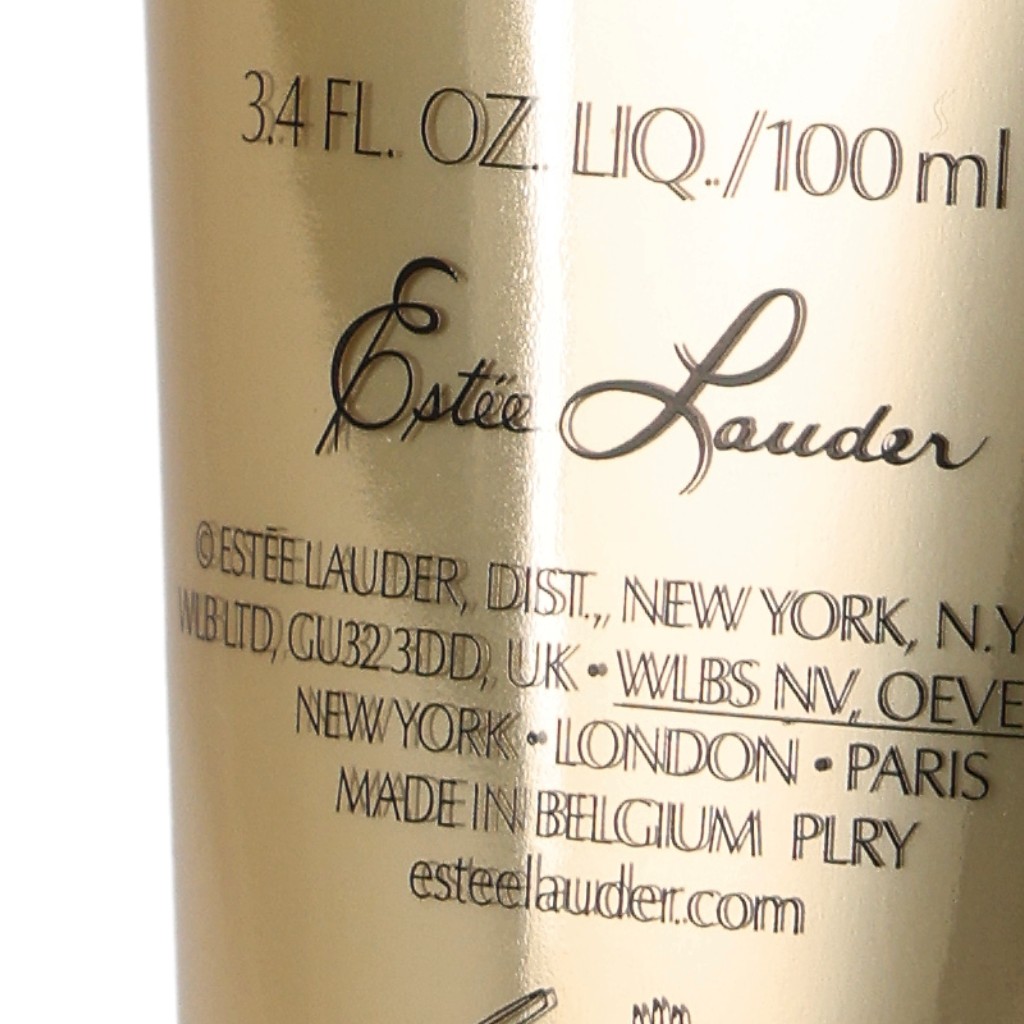 3.4 FL. OZ. LIQ./100 ml
Estée Lauder
© ESTĒE LAUDER, DIST., NEW YORK, N.Y
WLB LTD, GU32 3DD, UK • WLBS NV, OEVE
NEW YORK • LONDON • PARIS
MADE IN BELGIUM PLRY
esteelauder.com